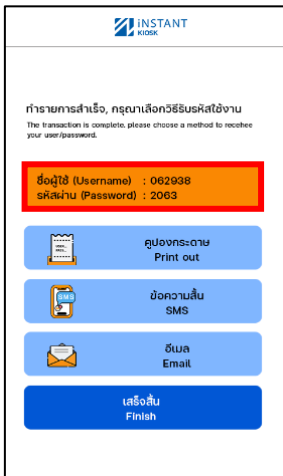 INSTANT
KIOSK
ทำรายการสำเร็จ, กรุณาเลือกวิธีรับรหัสใช้งาน
The transaction is complete, please choose a method to recehee
your user/password.
ชื่อผู้ใช้ (Username) : 062938
รหัสผ่าน (Password) : 2063
คูปองกระดาษ
Print out
SMS
ข้อความสั้น
SMS
อีเมล
Email
เสร็จสิ้น
Finish